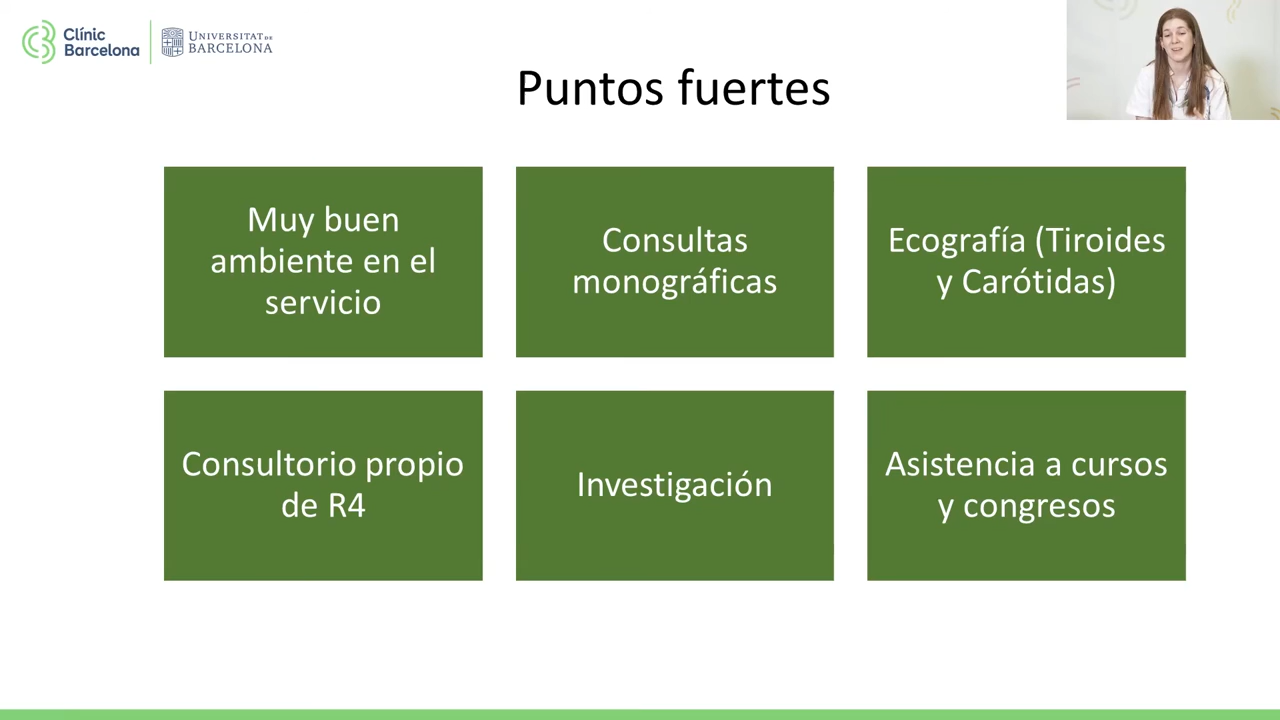 Clínic
Barcelona
UNIVERSITAT DE
BARCELONA
Puntos fuertes
Muy buen
ambiente en el
servicio
Consultas
monográficas
Ecografía (Tiroides
y Carótidas)
Consultorio propio
de R4
Investigación
Asistencia a cursos
y congresos